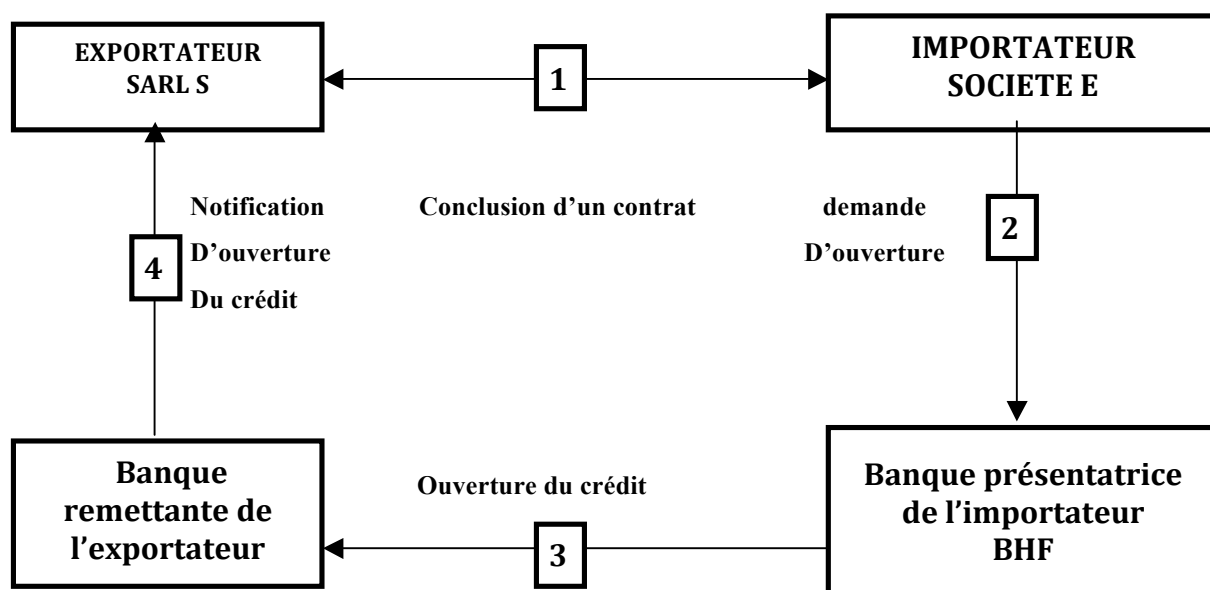 EXPORTATEUR
SARL S
1
IMPORTATEUR
SOCIETE E
Notification
D’ouverture
Du crédit
4
Conclusion d’un contrat
demande
D’ouverture
2
Banque
remettante de
l’exportateur
Ouverture du crédit
3
Banque présentatrice
de l’importateur
BHF